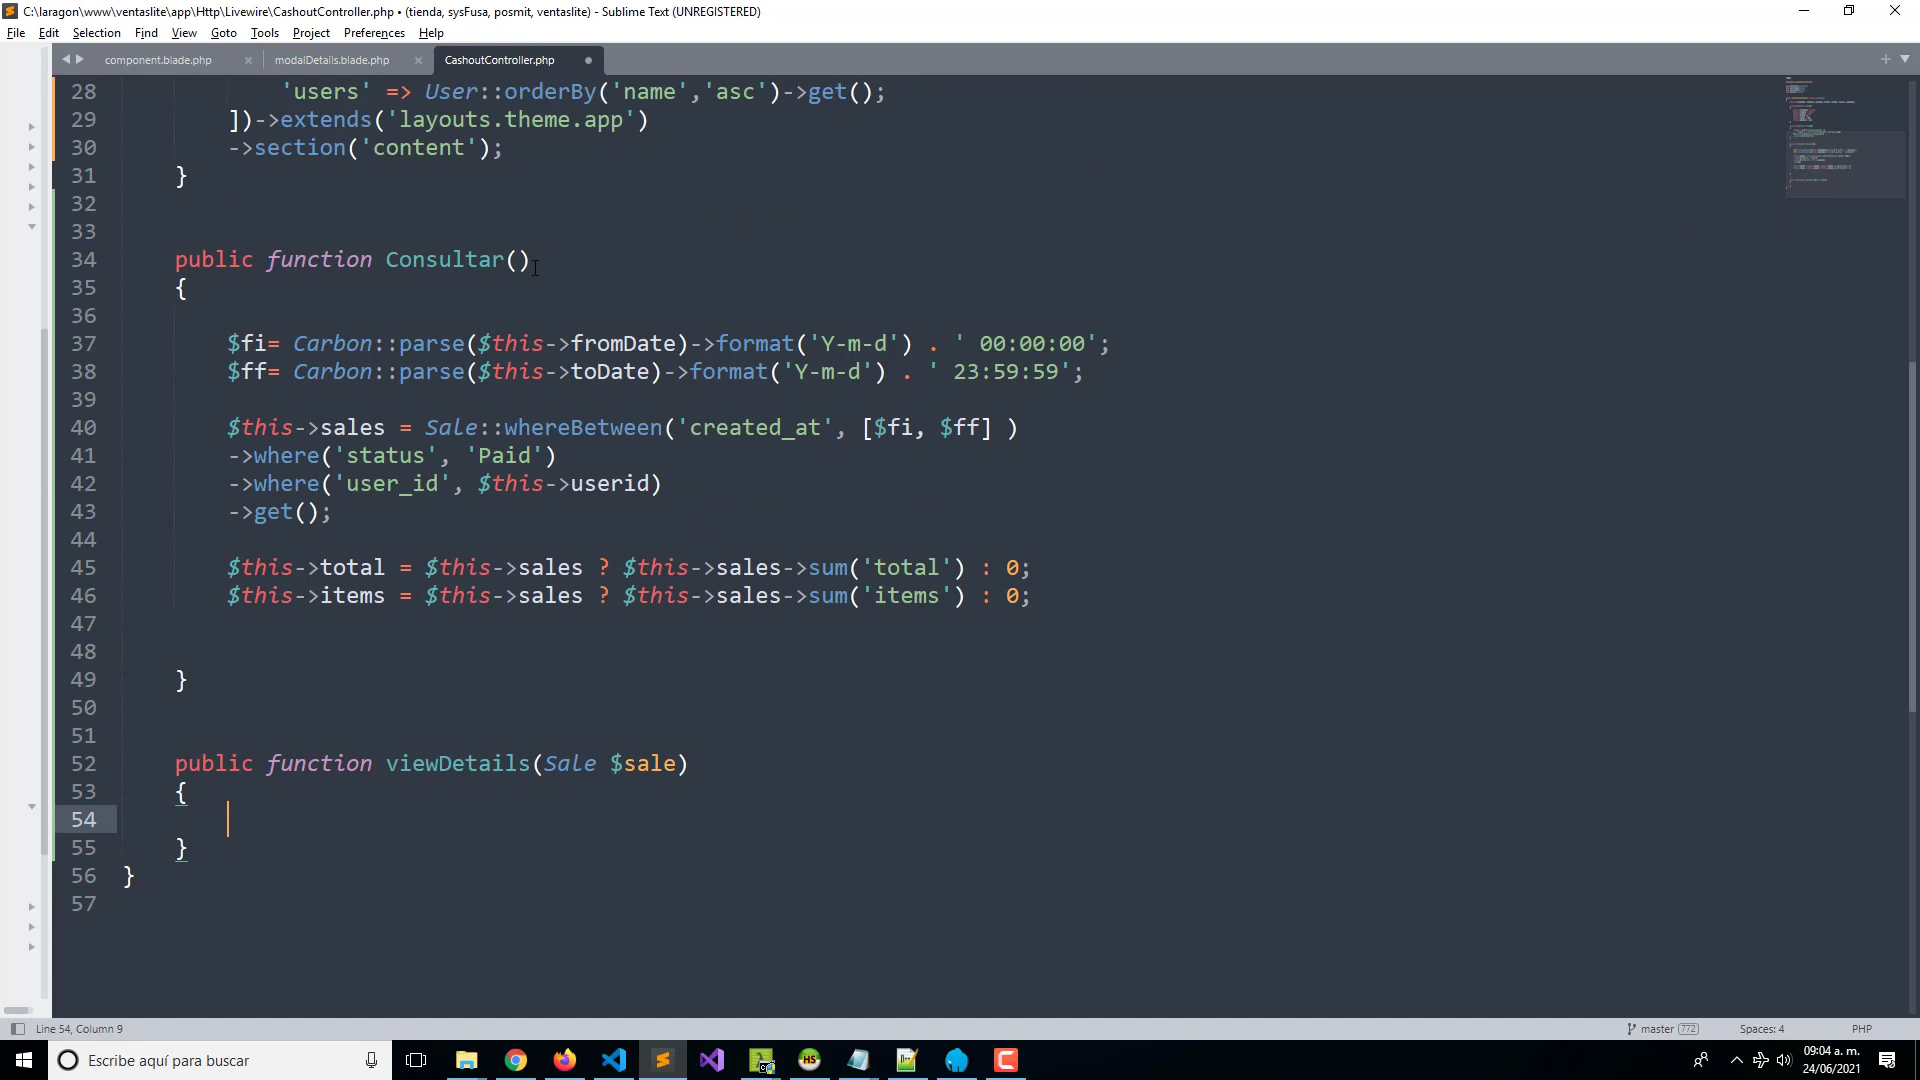 C:\laragon\www\ventaslite\app\Http\Livewire\CashoutController.php • (tienda, sysFusa, posmit, ventaslite) - Sublime Text (UNREGISTERED)
File Edit Selection Find View Goto Tools Project Preferences Help
component.blade.php × modalDetails.blade.php × CashoutController.php
28 'users' => User::orderBy('name','asc')->get();
29 ])->extends('layouts.theme.app')
30 ->section('content');
31 }
32
33
34 public function Consultar()
35 {
36
37 $fi= Carbon::parse($this->fromDate)->format('Y-m-d') . ' 00:00:00';
38 $ff= Carbon::parse($this->toDate)->format('Y-m-d') . ' 23:59:59';
39
40 $this->sales = Sale::whereBetween('created_at', [$fi, $ff] )
41 ->where('status', 'Paid')
42 ->where('user_id', $this->userid)
43 ->get();
44
45 $this->total = $this->sales ? $this->sales->sum('total') : 0;
46 $this->items = $this->sales ? $this->sales->sum('items') : 0;
47
48
49 }
50
51
52 public function viewDetails(Sale $sale)
53 {
54
55 }
56 }
57
Line 54, Column 9 master 772 Spaces: 4 PHP
Escribe aquí para buscar
09:04 a. m.
24/06/2021